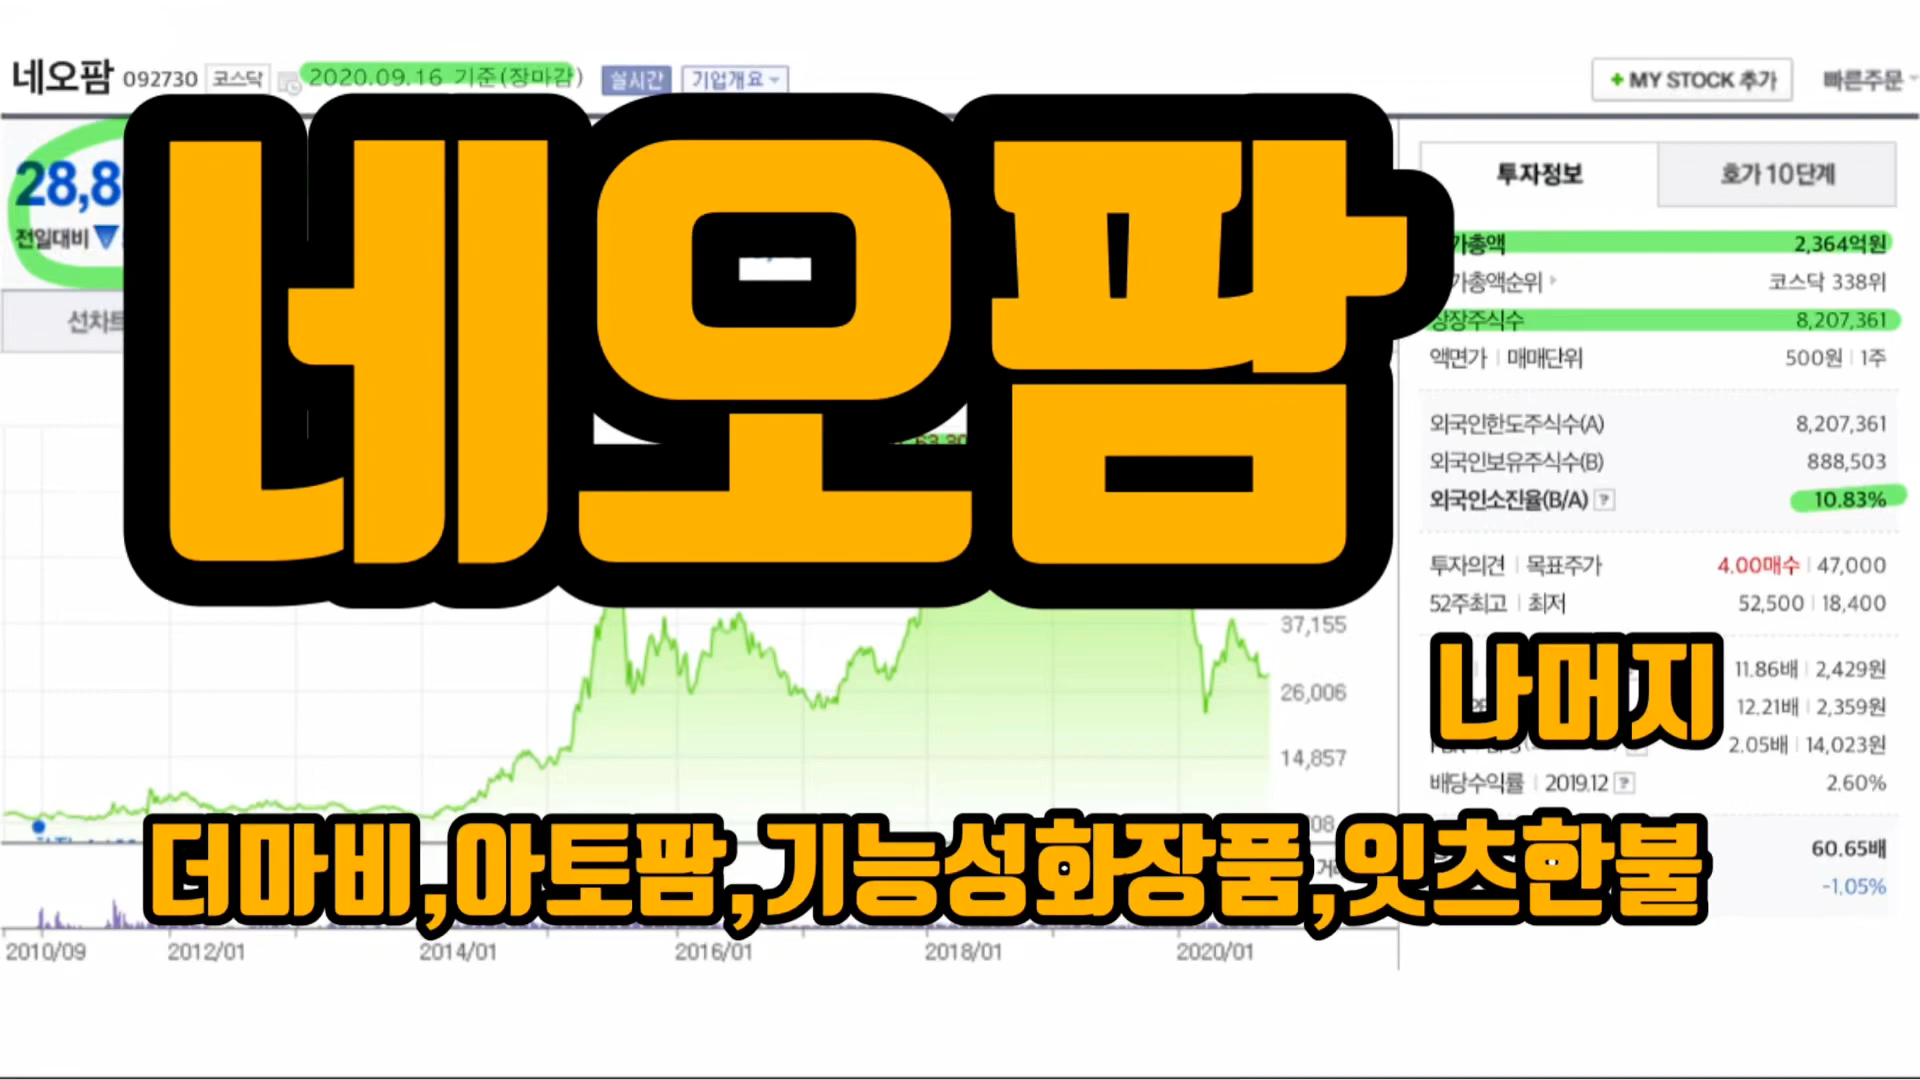 네오팜 092730 코스닥 2020.09.16 기준(장마감) 실시간 기업개요
MY STOCK 추가 빠른주문
네오팜
28,8
전일대비
선차트
투자정보 호가 10단계
가총액 2,364억원
가총액순위 코스닥 338위
상장주식수 8,207,361
액면가 매매단위 500원 1주
외국인한도주식수(A) 8,207,361
외국인보유주식수(B) 888,503
외국인소진율(B/A) ? 10.83%
투자의견 목표주가 4.00매수 47,000
52주최고 최저 52,500 18,400
나머지
11.86배 2,429원
12.21배 2,359원
2.05배 14,023원
배당수익률 2019.12 ? 2.60%
60.65배
-1.05%
37,155
26,006
14,857
더마비,아토팜,기능성화장품,잇츠한불
2010/09 2012/01 2014/01 2016/01 2018/01 2020/01